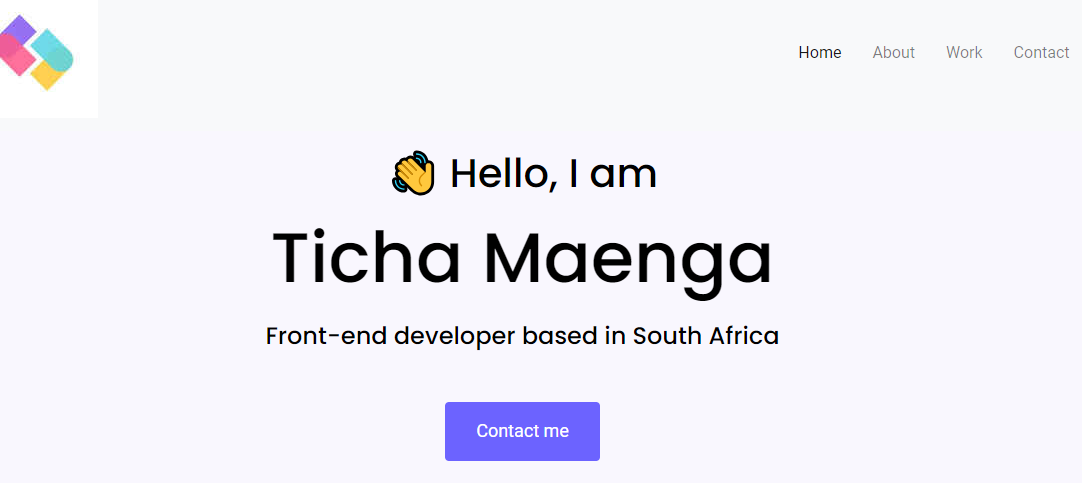 Home About Work Contact
👋 Hello, I am
Ticha Maenga
Front-end developer based in South Africa
Contact me